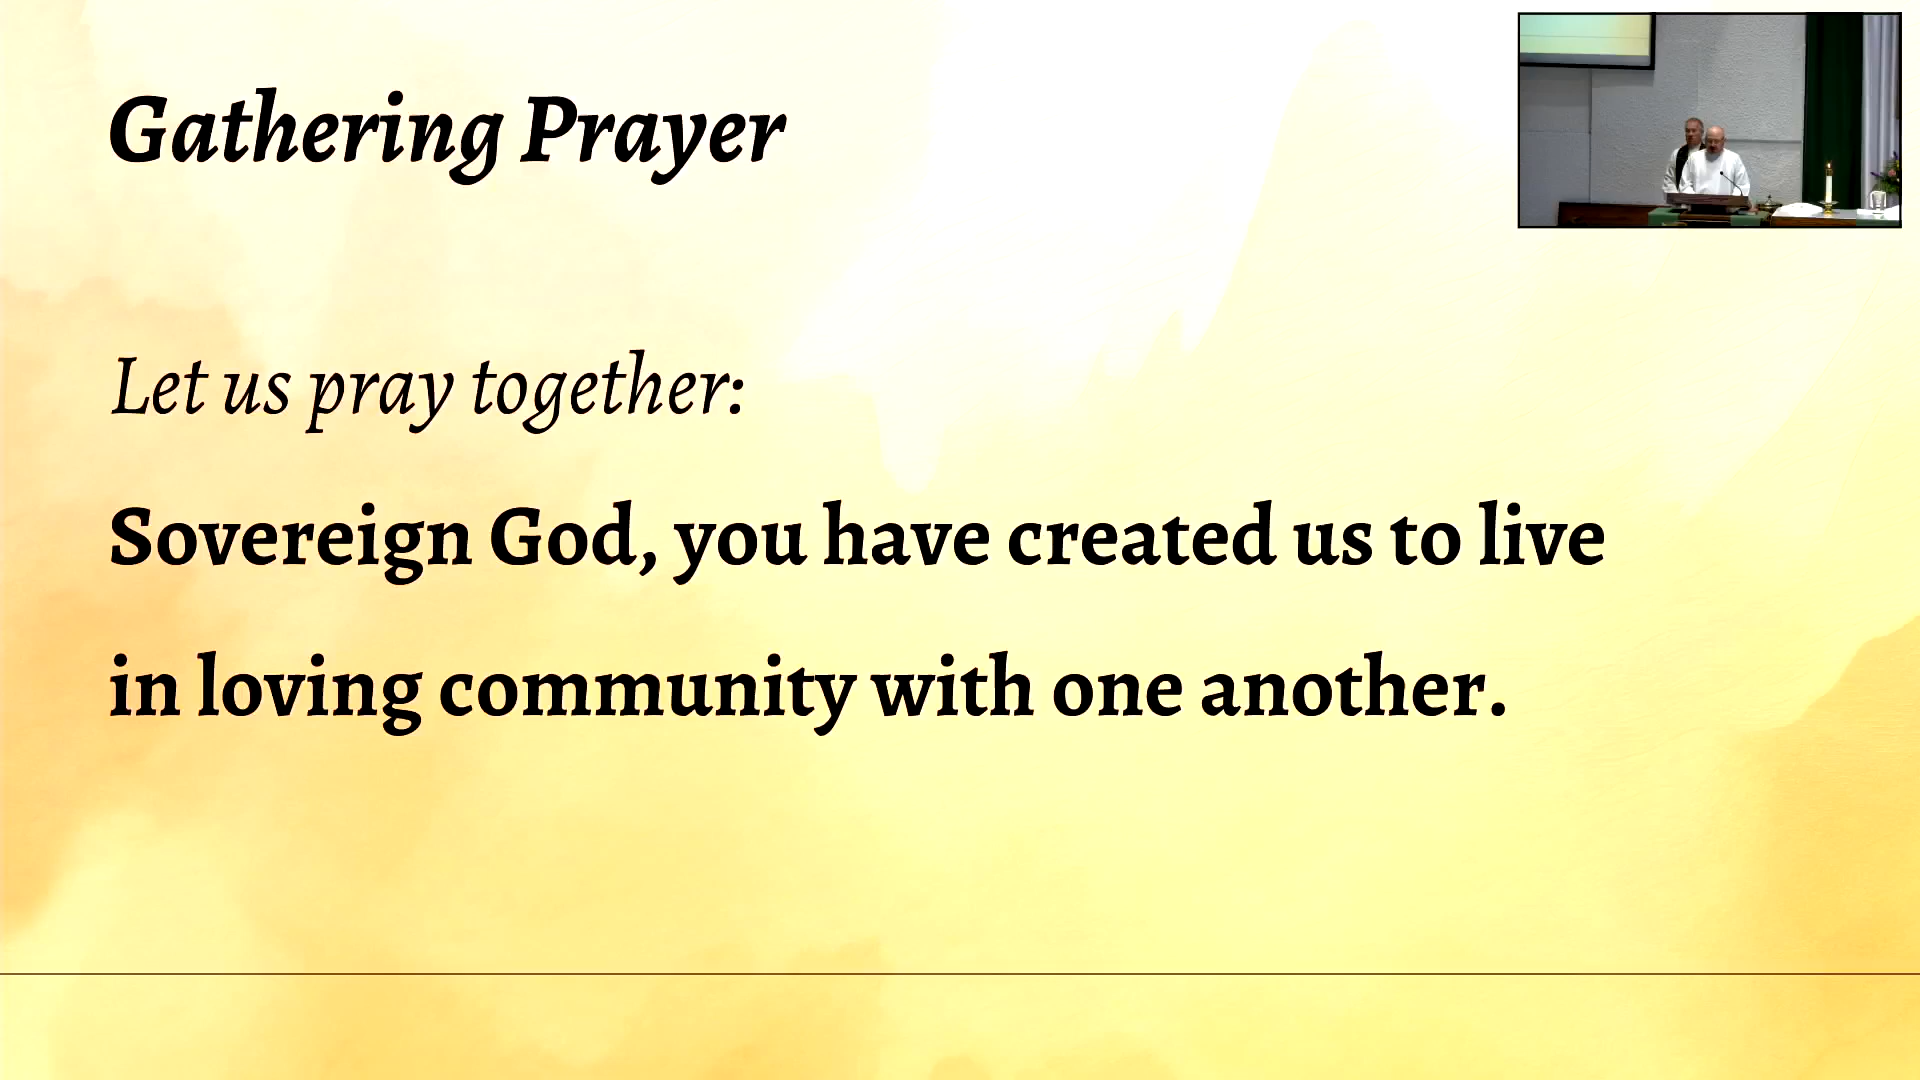 Gathering Prayer
Let us pray together:
Sovereign God, you have created us to live
in loving community with one another.